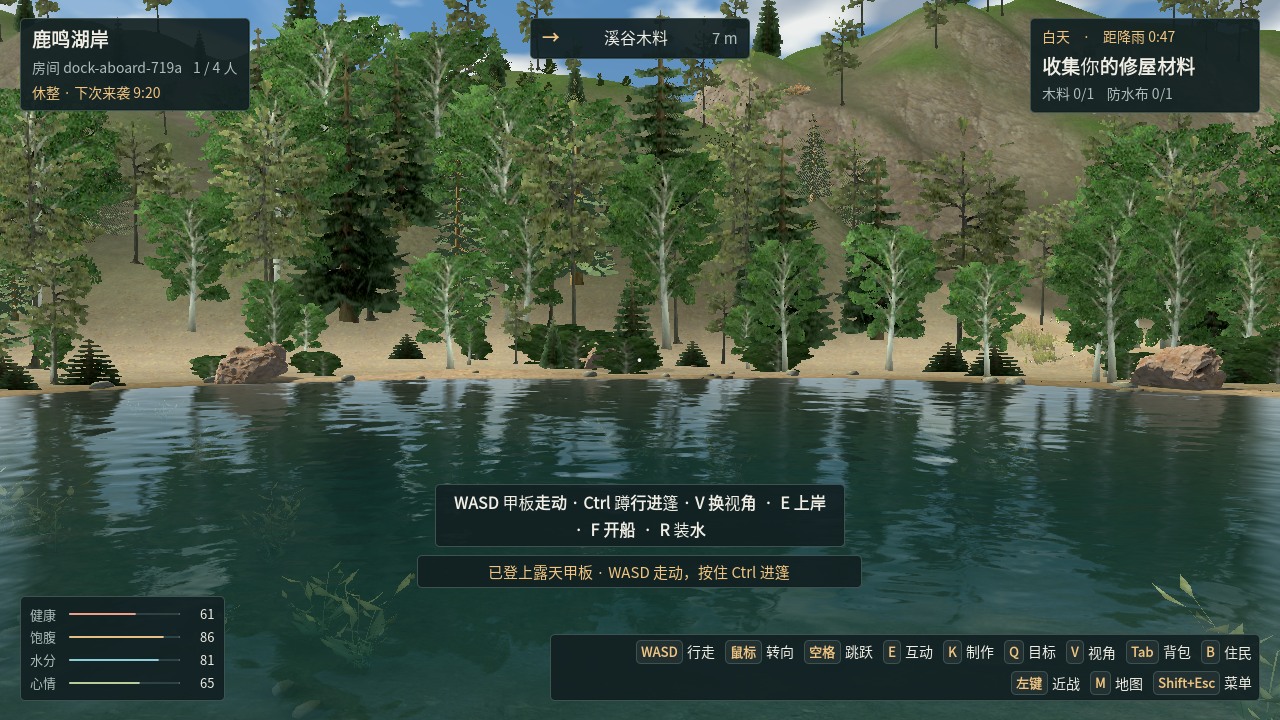 鹿鸣湖岸
房间 dock-aboard-719a 1 / 4 人
休整 · 下次来袭 9:20
→ 溪谷木料 7 m
白天 · 距降雨 0:47
收集你的修屋材料
木料 0/1 防水布 0/1
WASD 甲板走动 · Ctrl 蹲行进篷 · V 换视角 · E 上岸
· F 开船 · R 装水
已登上露天甲板 · WASD 走动，按住 Ctrl 进篷
健康 61
饱腹 86
水分 81
心情 65
WASD 行走 鼠标 转向 空格 跳跃 E 互动 K 制作 Q 目标 V 视角 Tab 背包 B 住民
左键 近战 M 地图 Shift+Esc 菜单